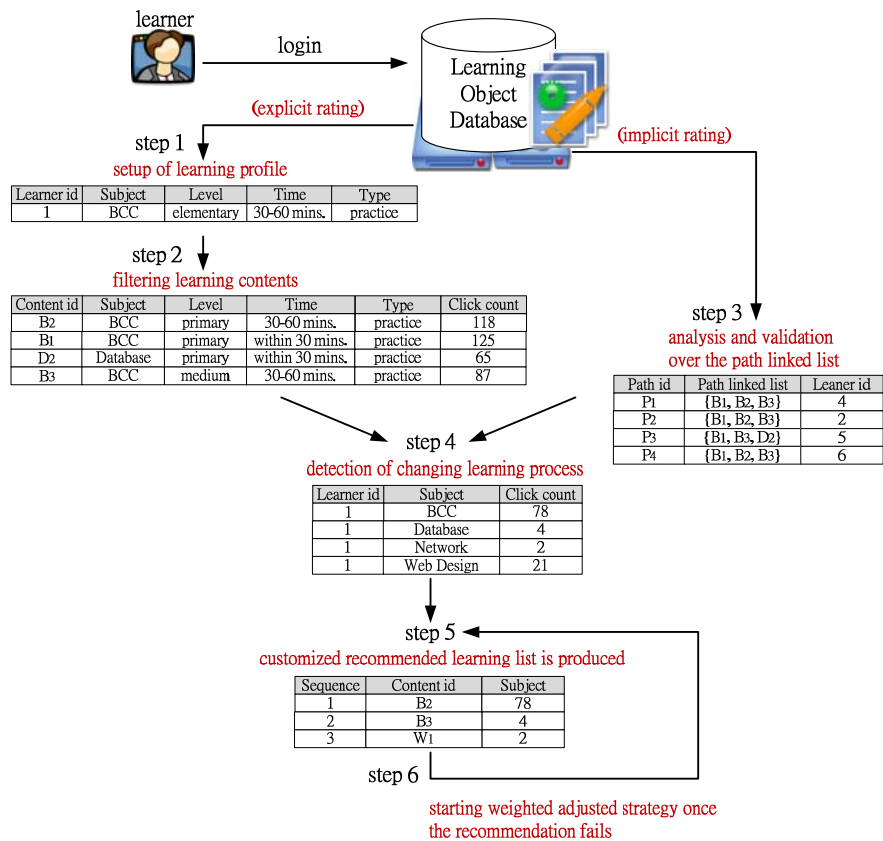 learner
login
Learning
Object
Database
(explicit rating)
(implicit rating)
step 1
setup of learning profile
Learner id Subject Level Time Type
1 BCC elementary 30-60 mins. practice
step 2
filtering learning contents
Content id Subject Level Time Type Click count
B2 BCC primary 30-60 mins. practice 118
B1 BCC primary within 30 mins. practice 125
D2 Database primary within 30 mins. practice 65
B3 BCC medium 30-60 mins. practice 87
step 3
analysis and validation
over the path linked list
Path id Path linked list Leaner id
P1 {B1, B2, B3} 4
P2 {B1, B2, B3} 2
P3 {B1, B3, D2} 5
P4 {B1, B2, B3} 6
step 4
detection of changing learning process
Learner id Subject Click count
1 BCC 78
1 Database 4
1 Network 2
1 Web Design 21
step 5
customized recommended learning list is produced
Sequence Content id Subject
1 B2 78
2 B3 4
3 W1 2
step 6
starting weighted adjusted strategy once
the recommendation fails